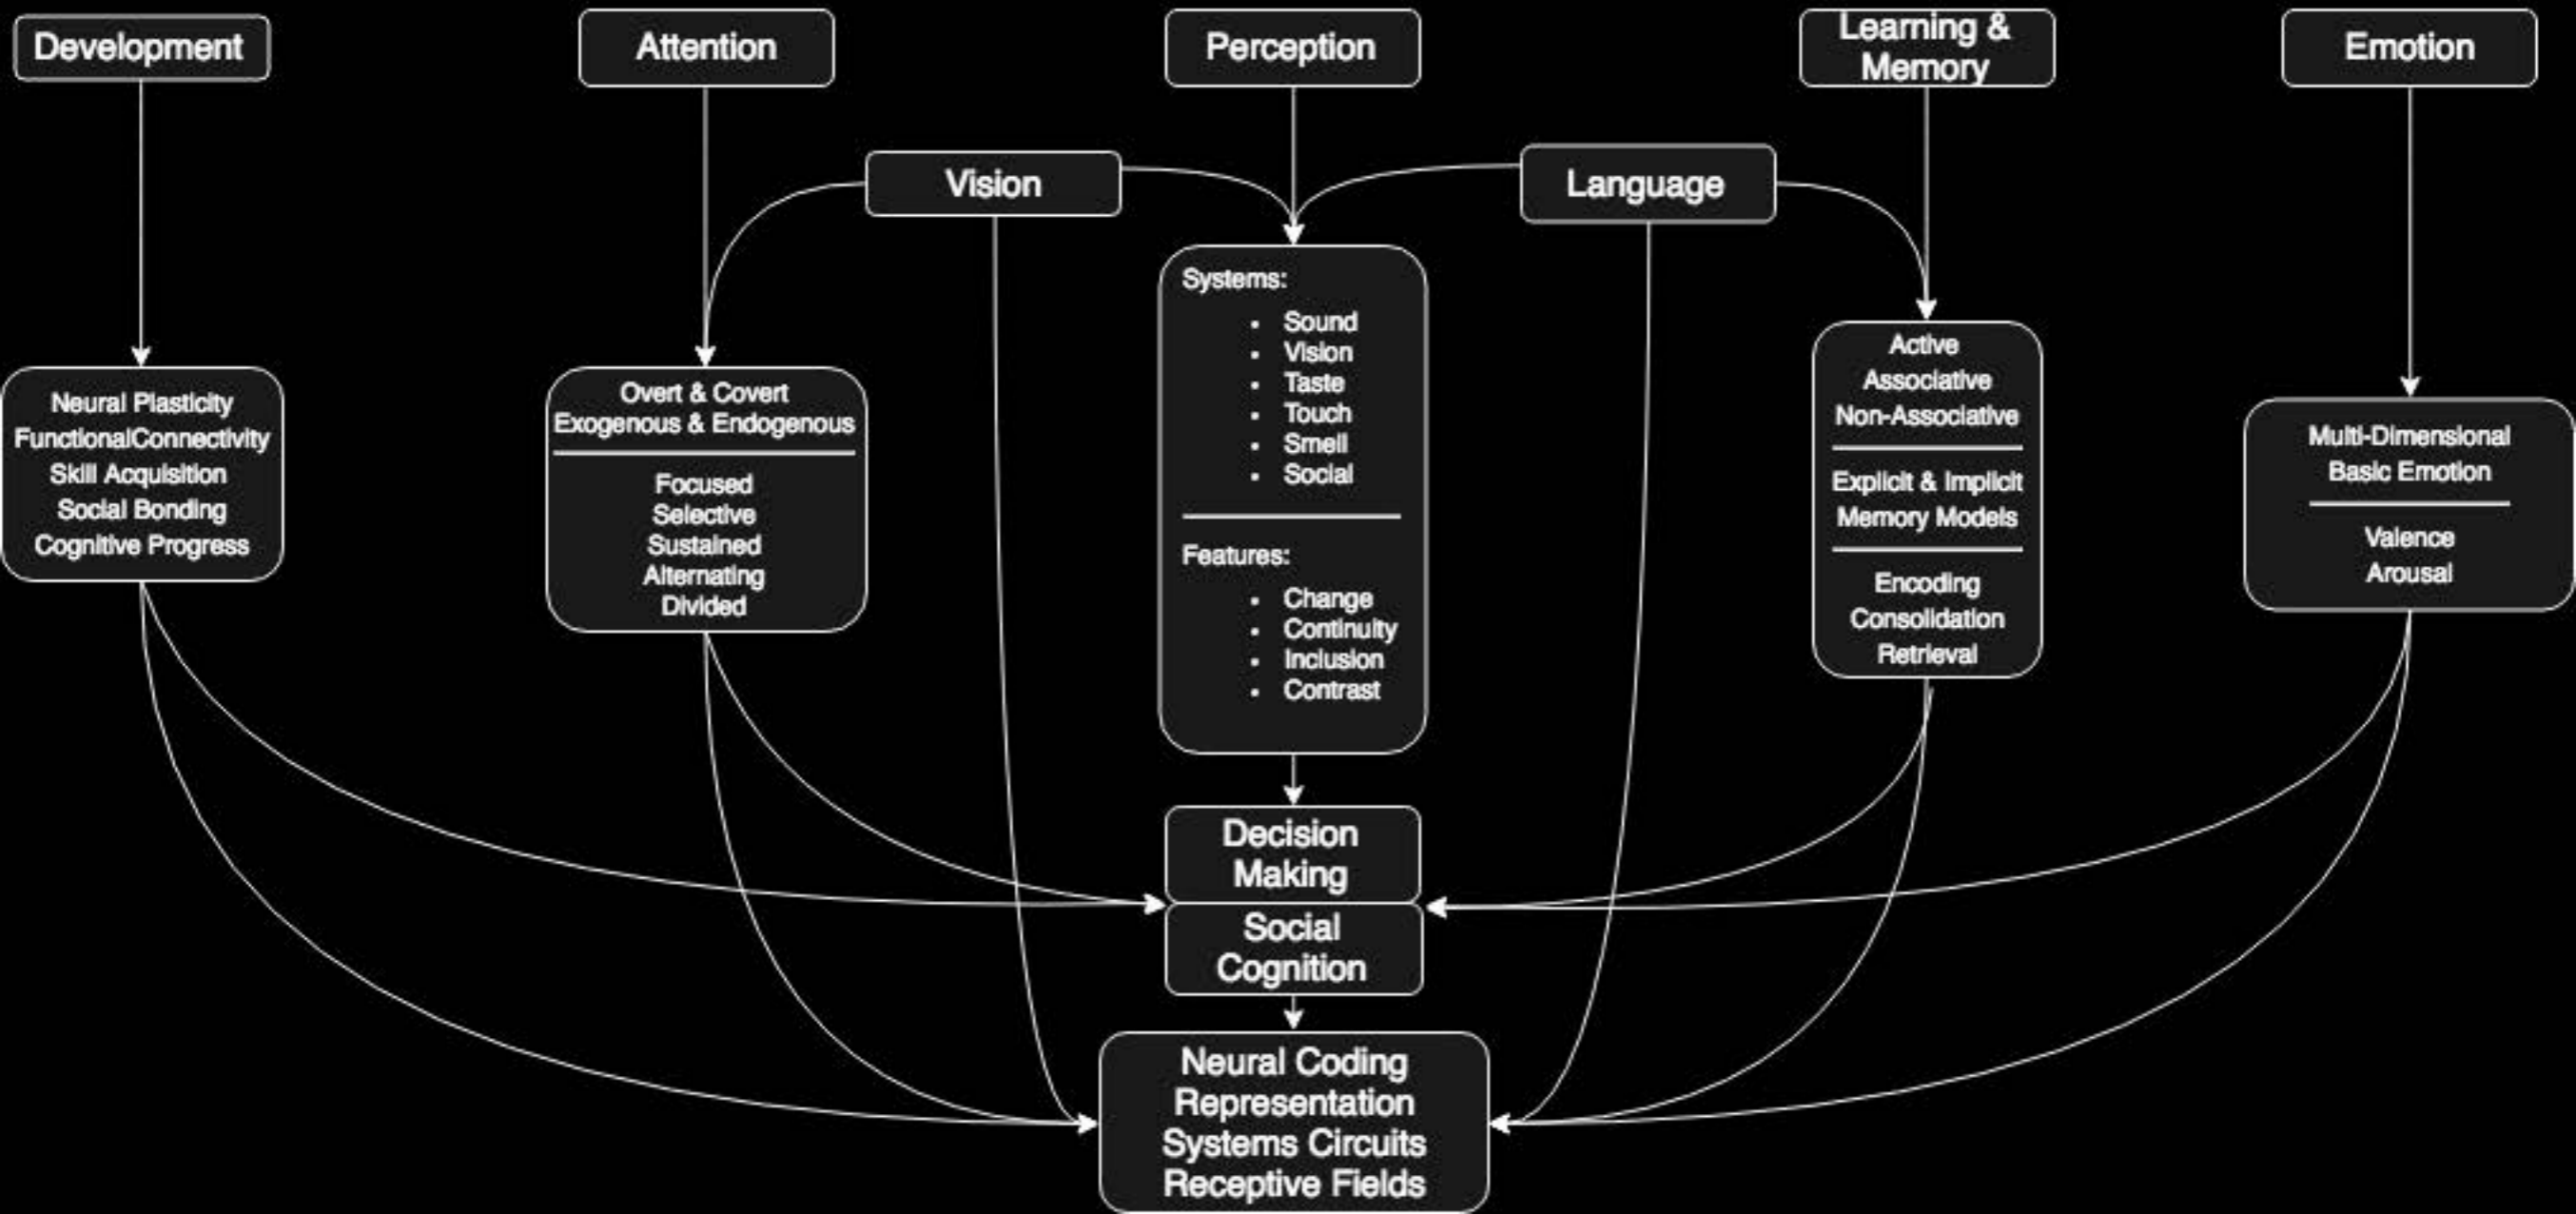 Development
Attention
Perception
Learning &
Memory
Emotion
Vision
Language
Neural Plasticity
FunctionalConnectivity
Skill Acquisition
Social Bonding
Cognitive Progress
Overt & Covert
Exogenous & Endogenous
Focused
Selective
Sustained
Alternating
Divided
Systems:
• Sound
• Vision
• Taste
• Touch
• Smell
• Social
Features:
• Change
• Continuity
• Inclusion
• Contrast
Active
Associative
Non-Associative
Explicit & Implicit
Memory Models
Encoding
Consolidation
Retrieval
Multi-Dimensional
Basic Emotion
Valence
Arousal
Decision
Making
Social
Cognition
Neural Coding
Representation
Systems Circuits
Receptive Fields